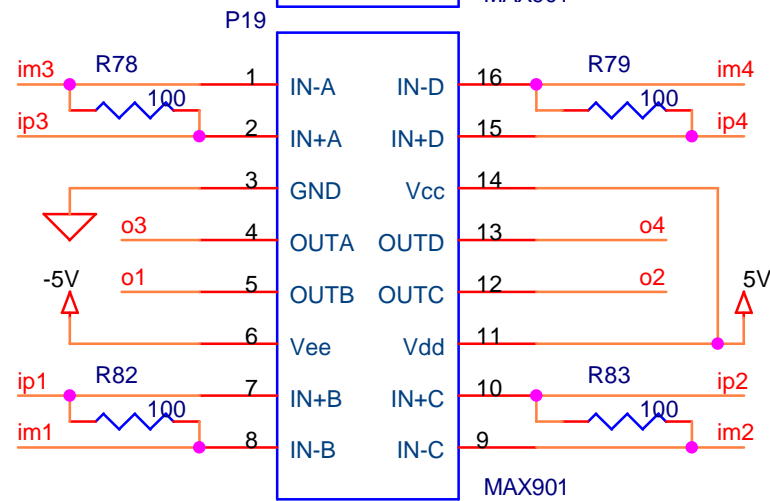 MAX901
P19
im3 R78 1 IN-A IN-D 16 R79 im4
100 100
ip3 2 IN+A IN+D 15 ip4
3 GND Vcc 14
o3 4 OUTA OUTD 13 o4
-5V o1 5 OUTB OUTC 12 o2 5V
6 Vee Vdd 11
ip1 R82 7 IN+B IN+C 10 R83 ip2
100 100
im1 8 IN-B IN-C 9 im2
MAX901